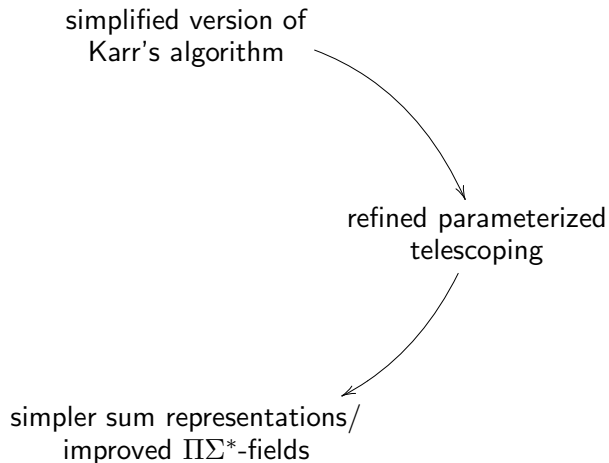 simplified version of
Karr's algorithm
refined parameterized
telescoping
simpler sum representations/
improved ΠΣ*-fields